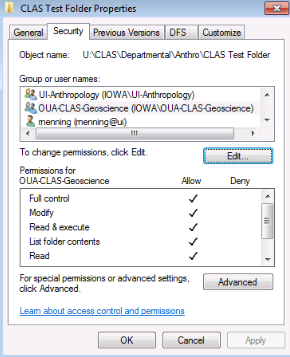 CLAS Test Folder Properties
General Security Previous Versions DFS Customize
Object name: U:\CLAS\Departmental\Anthro\CLAS Test Folder
Group or user names:
UI-Anthropology (IOWA\UI-Anthropology)
OUA-CLAS-Geoscience (IOWA\OUA-CLAS-Geoscience)
menning (menning@ui)
To change permissions, click Edit.
Edit...
Permissions for
OUA-CLAS-Geoscience Allow Deny
Full control
Modify
Read & execute
List folder contents
Read
For special permissions or advanced settings,
click Advanced.
Advanced
Learn about access control and permissions
OK Cancel Apply